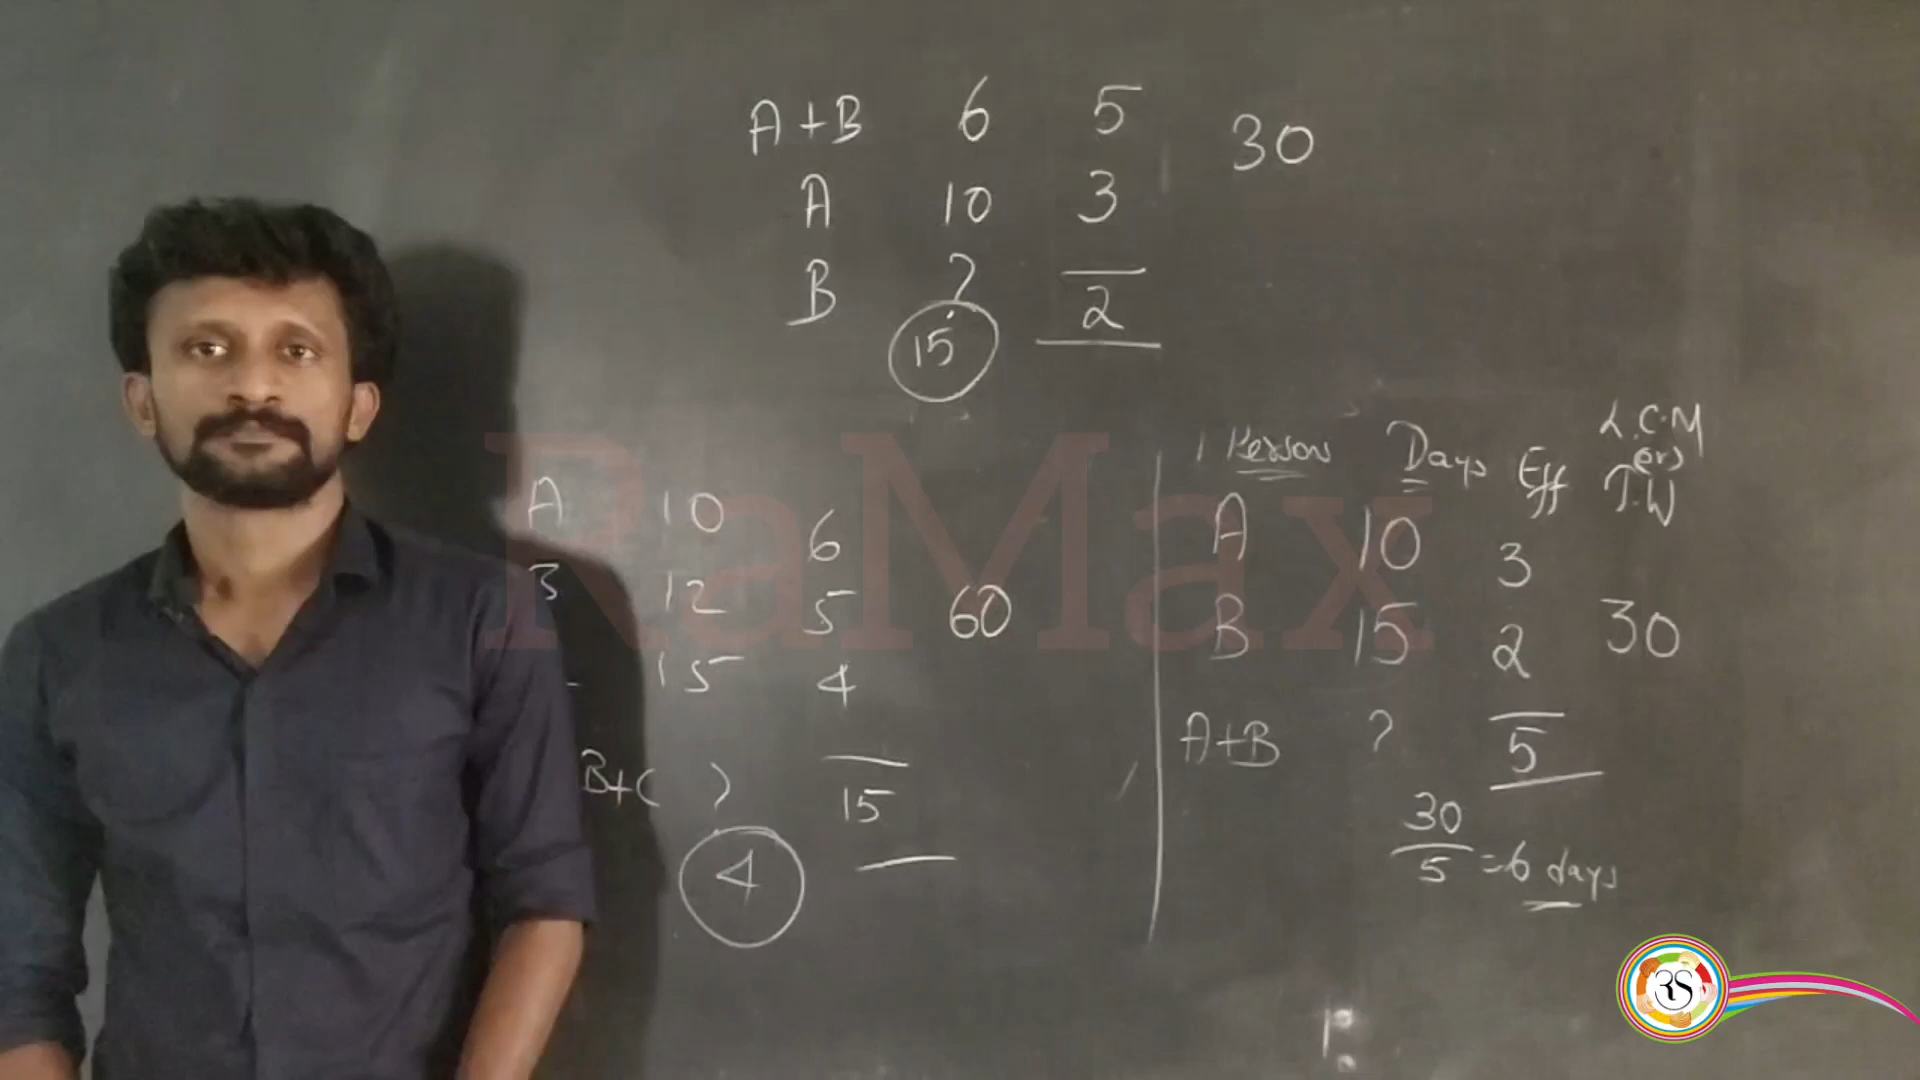 A+B 6 5 30
A 10 3
B ? 2
15
A 10 6
B 12 5 60
15 4
B+C ? 15
4
1 Person Days Eff L.C.M
(or)
T.W
A 10 3
B 15 2 30
A+B ? 5
30
5 = 6 days
RaMax
RS